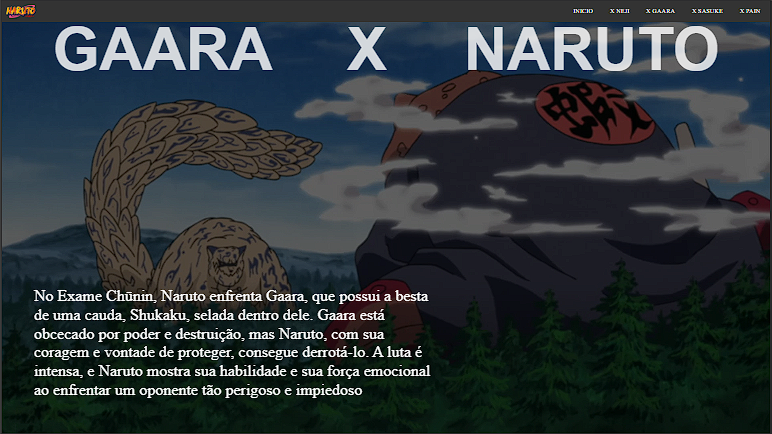 NARUTO
INICIO X NEJI X GAARA X SASUKE X PAIN
GAARA X NARUTO
No Exame Chūnin, Naruto enfrenta Gaara, que possui a besta
de uma cauda, Shukaku, selada dentro dele. Gaara está
obcecado por poder e destruição, mas Naruto, com sua
coragem e vontade de proteger, consegue derrotá-lo. A luta é
intensa, e Naruto mostra sua habilidade e sua força emocional
ao enfrentar um oponente tão perigoso e impiedoso